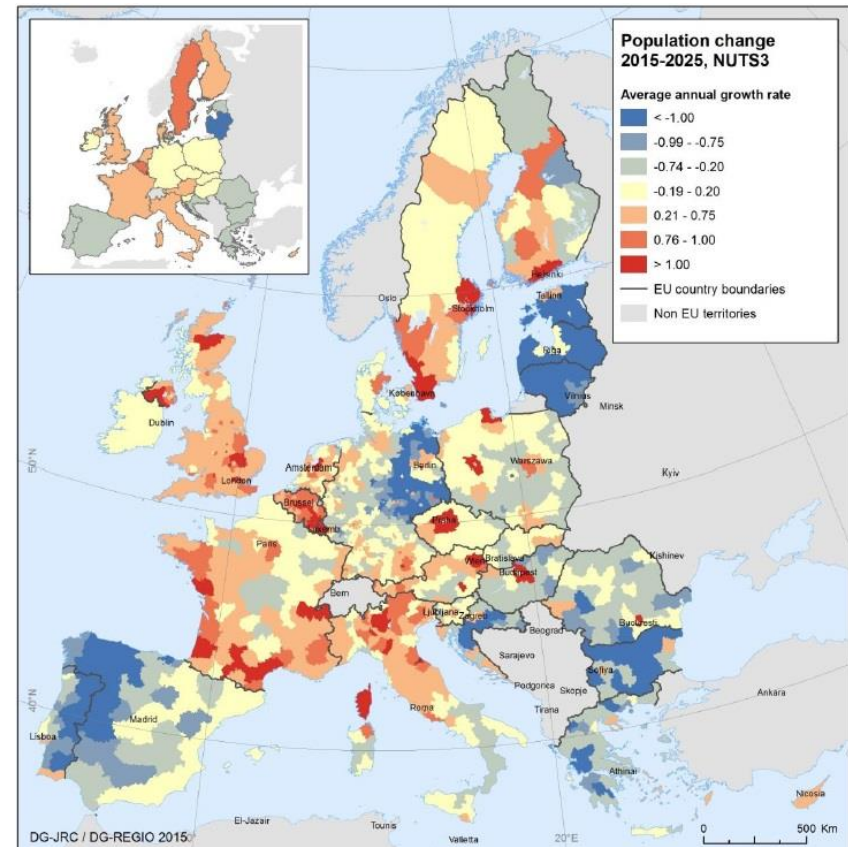 Population change
2015-2025, NUTS3
Average annual growth rate
< -1.00
-0.99 - -0.75
-0.74 - -0.20
-0.19 - 0.20
0.21 - 0.75
0.76 - 1.00
> 1.00
EU country boundaries
Non EU territories
Helsinki
Oslo
Tallinn
Stockholm
Riga
København
Vilnius
Minsk
Dublin
50°N
Amsterdam
Berlin
Warszawa
London
Brussel
Kyiv
Luxemb
Praha
Paris
Wien
Bratislava
Kishinev
Budapest
Bern
Ljubljana
Zagreb
Beograd
Bucuresti
Sarajevo
Sofiya
Podgorica
Skopje
Ankara
40°N
Madrid
Roma
Tirana
Lisboa
Athinai
Nicosia
El-Jazair
Tounis
Valletta
20°E
0 500 Km
DG-JRC / DG-REGIO 2015